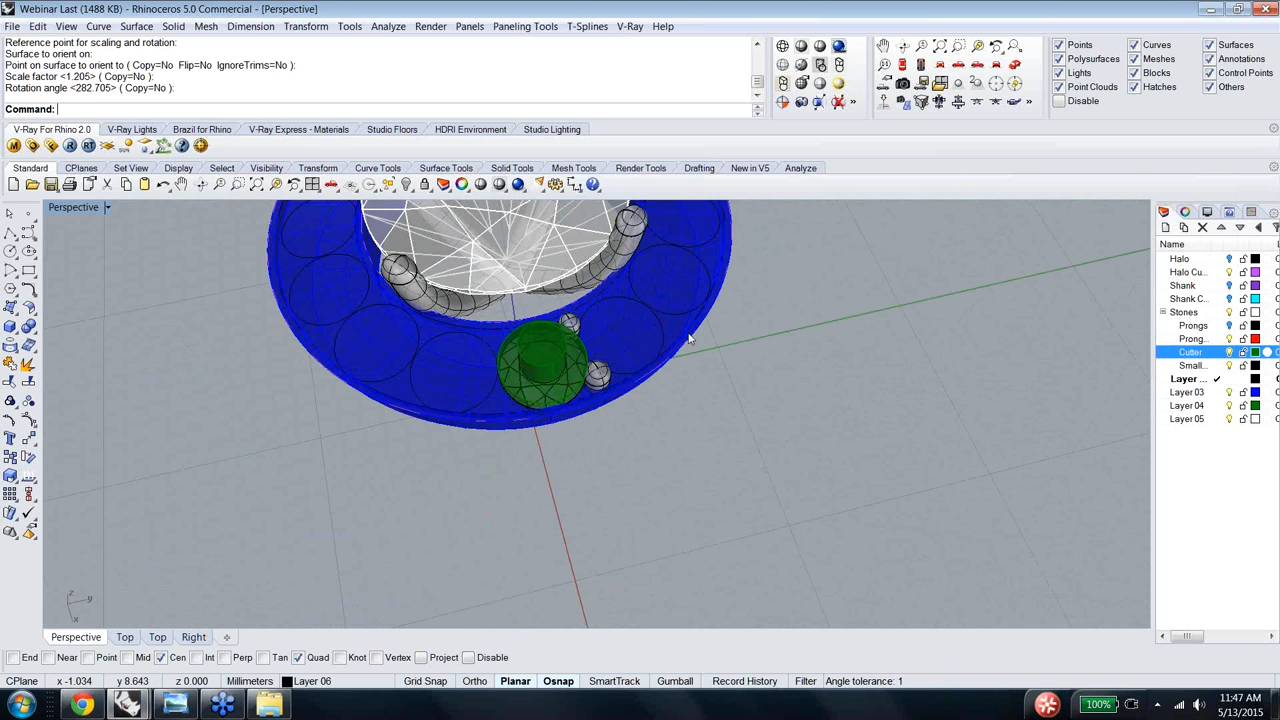 Webinar Last (1488 KB) - Rhinoceros 5.0 Commercial - [Perspective]
File Edit View Curve Surface Solid Mesh Dimension Transform Tools Analyze Render Panels Paneling Tools T-Splines V-Ray Help
Reference point for scaling and rotation:
Surface to orient on:
Point on surface to orient to ( Copy=No Flip=No IgnoreTrims=No ):
Scale factor <1.205> ( Copy=No ):
Rotation angle <282.705> ( Copy=No ):
Command:
Points Curves Surfaces
Polysurfaces Meshes Annotations
Lights Blocks Control Points
Point Clouds Hatches Others
Disable
V-Ray For Rhino 2.0 V-Ray Lights Brazil for Rhino V-Ray Express - Materials Studio Floors HDRI Environment Studio Lighting
Standard CPlanes Set View Display Select Visibility Transform Curve Tools Surface Tools Solid Tools Mesh Tools Render Tools Drafting New in V5 Analyze
Perspective
Name
Halo
Halo Cu...
Shank
Shank C...
Stones
Prongs
Prong...
Cutter
Small...
Layer ...
Layer 03
Layer 04
Layer 05
z
y
x
Perspective Top Top Right
End Near Point Mid Cen Int Perp Tan Quad Knot Vertex Project Disable
CPlane x -1.034 y 8.643 z 0.000 Millimeters Layer 06 Grid Snap Ortho Planar Osnap SmartTrack Gumball Record History Filter Angle tolerance: 1
100%
11:47 AM
5/13/2015